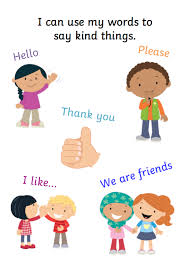 I can use my words to
say kind things.
Hello
Please
Thank you
I like...
We are friends